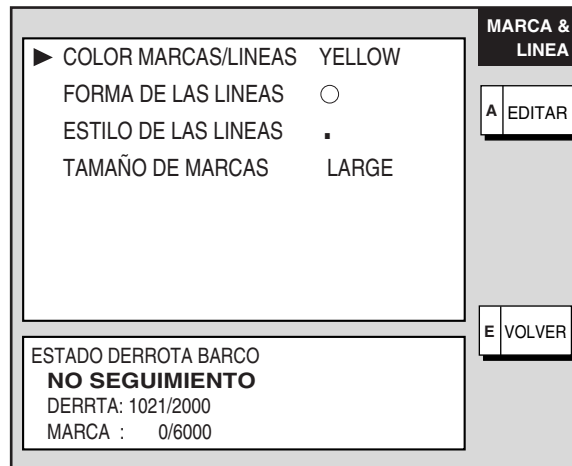 MARCA &
LINEA
▶ COLOR MARCAS/LINEAS YELLOW
FORMA DE LAS LINEAS ○
ESTILO DE LAS LINEAS .
TAMAÑO DE MARCAS LARGE
A EDITAR
E VOLVER
ESTADO DERROTA BARCO
NO SEGUIMIENTO
DERRTA: 1021/2000
MARCA : 0/6000